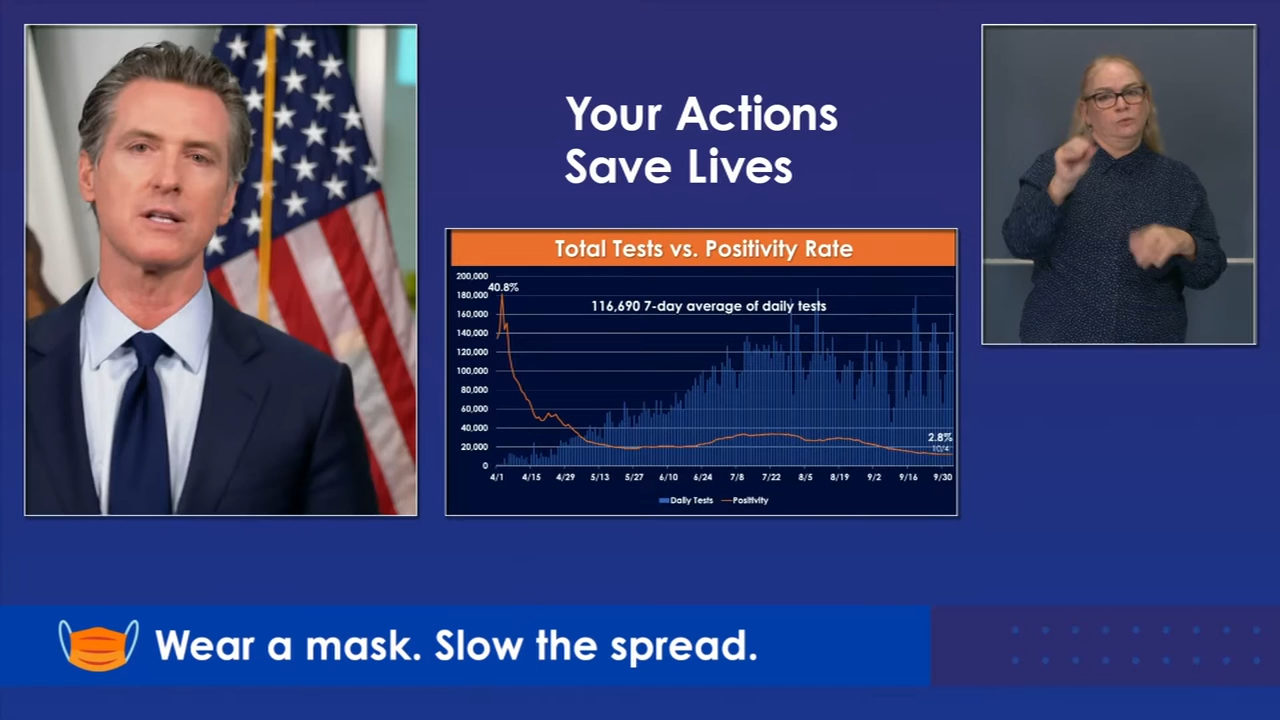 Your Actions
Save Lives
Total Tests vs. Positivity Rate
200,000
40.8%
180,000
116,690 7-day average of daily tests
160,000
140,000
120,000
100,000
80,000
60,000
40,000
2.8%
20,000
10/4
0
4/1 4/15 4/29 5/13 5/27 6/10 6/24 7/8 7/22 8/5 8/19 9/2 9/16 9/30
Daily Tests Positivity
Wear a mask. Slow the spread.